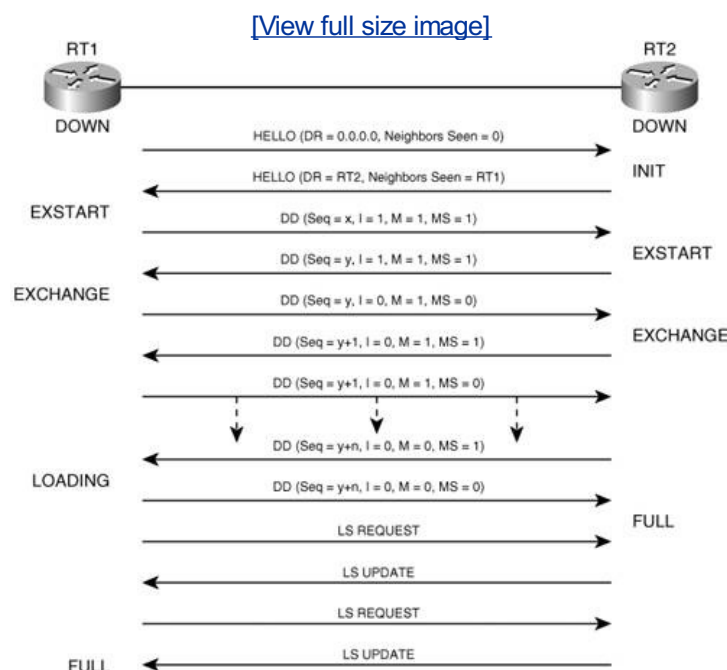 [View full size image]
RT1
RT2
DOWN
DOWN
HELLO (DR = 0.0.0.0, Neighbors Seen = 0)
INIT
HELLO (DR = RT2, Neighbors Seen = RT1)
EXSTART
DD (Seq = x, I = 1, M = 1, MS = 1)
EXSTART
DD (Seq = y, I = 1, M = 1, MS = 1)
EXCHANGE
DD (Seq = y, I = 0, M = 1, MS = 0)
EXCHANGE
DD (Seq = y+1, I = 0, M = 1, MS = 1)
DD (Seq = y+1, I = 0, M = 1, MS = 0)
DD (Seq = y+n, I = 0, M = 0, MS = 1)
LOADING
DD (Seq = y+n, I = 0, M = 0, MS = 0)
FULL
LS REQUEST
LS UPDATE
LS REQUEST
LS UPDATE
FULL